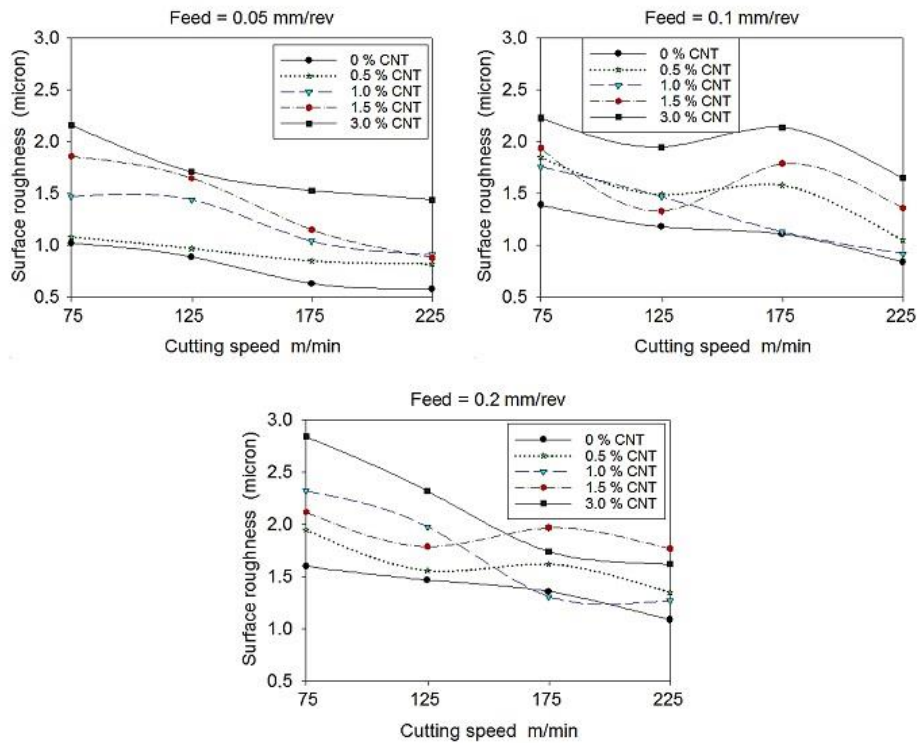 Feed = 0.05 mm/rev
Surface roughness (micron)
3.0
2.5
2.0
1.5
1.0
0.5
0 % CNT
0.5 % CNT
1.0 % CNT
1.5 % CNT
3.0 % CNT
75 125 175 225
Cutting speed m/min
Feed = 0.1 mm/rev
Surface roughness (micron)
3.0
2.5
2.0
1.5
1.0
0.5
0 % CNT
0.5 % CNT
1.0 % CNT
1.5 % CNT
3.0 % CNT
75 125 175 225
Cutting speed m/min
Feed = 0.2 mm/rev
Surface roughness (micron)
3.0
2.5
2.0
1.5
1.0
0.5
0 % CNT
0.5 % CNT
1.0 % CNT
1.5 % CNT
3.0 % CNT
75 125 175 225
Cutting speed m/min